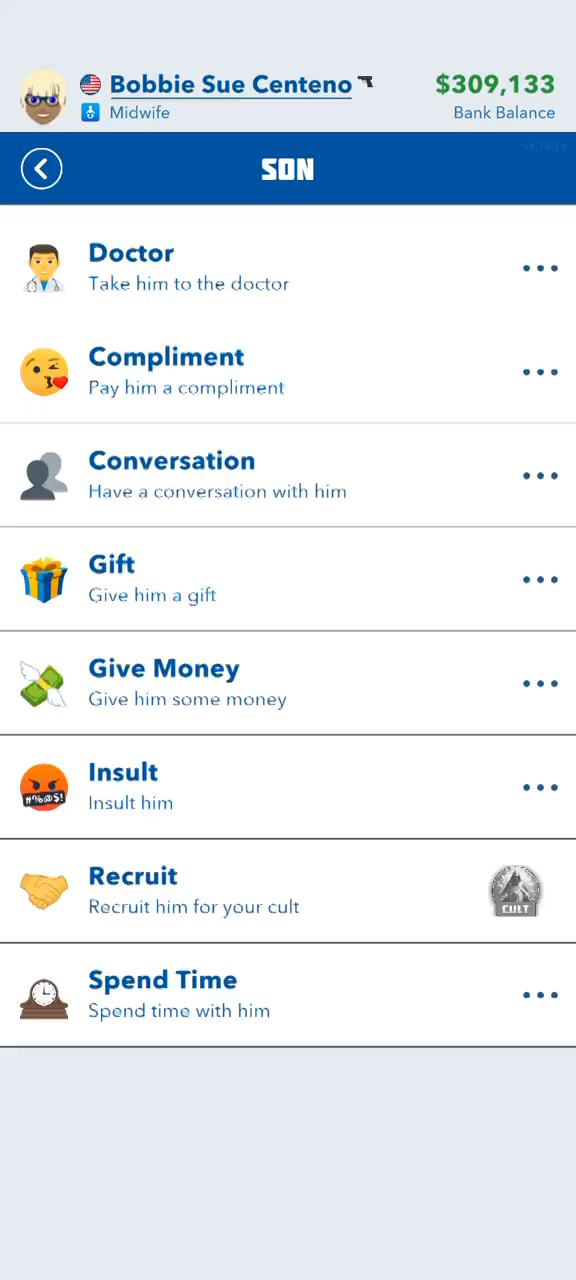 Bobbie Sue Centeno
$309,133
Midwife
Bank Balance
SON
Doctor
Take him to the doctor
Compliment
Pay him a compliment
Conversation
Have a conversation with him
Gift
Give him a gift
Give Money
Give him some money
#%@$!
Insult
Insult him
Recruit
Recruit him for your cult
CULT
Spend Time
Spend time with him